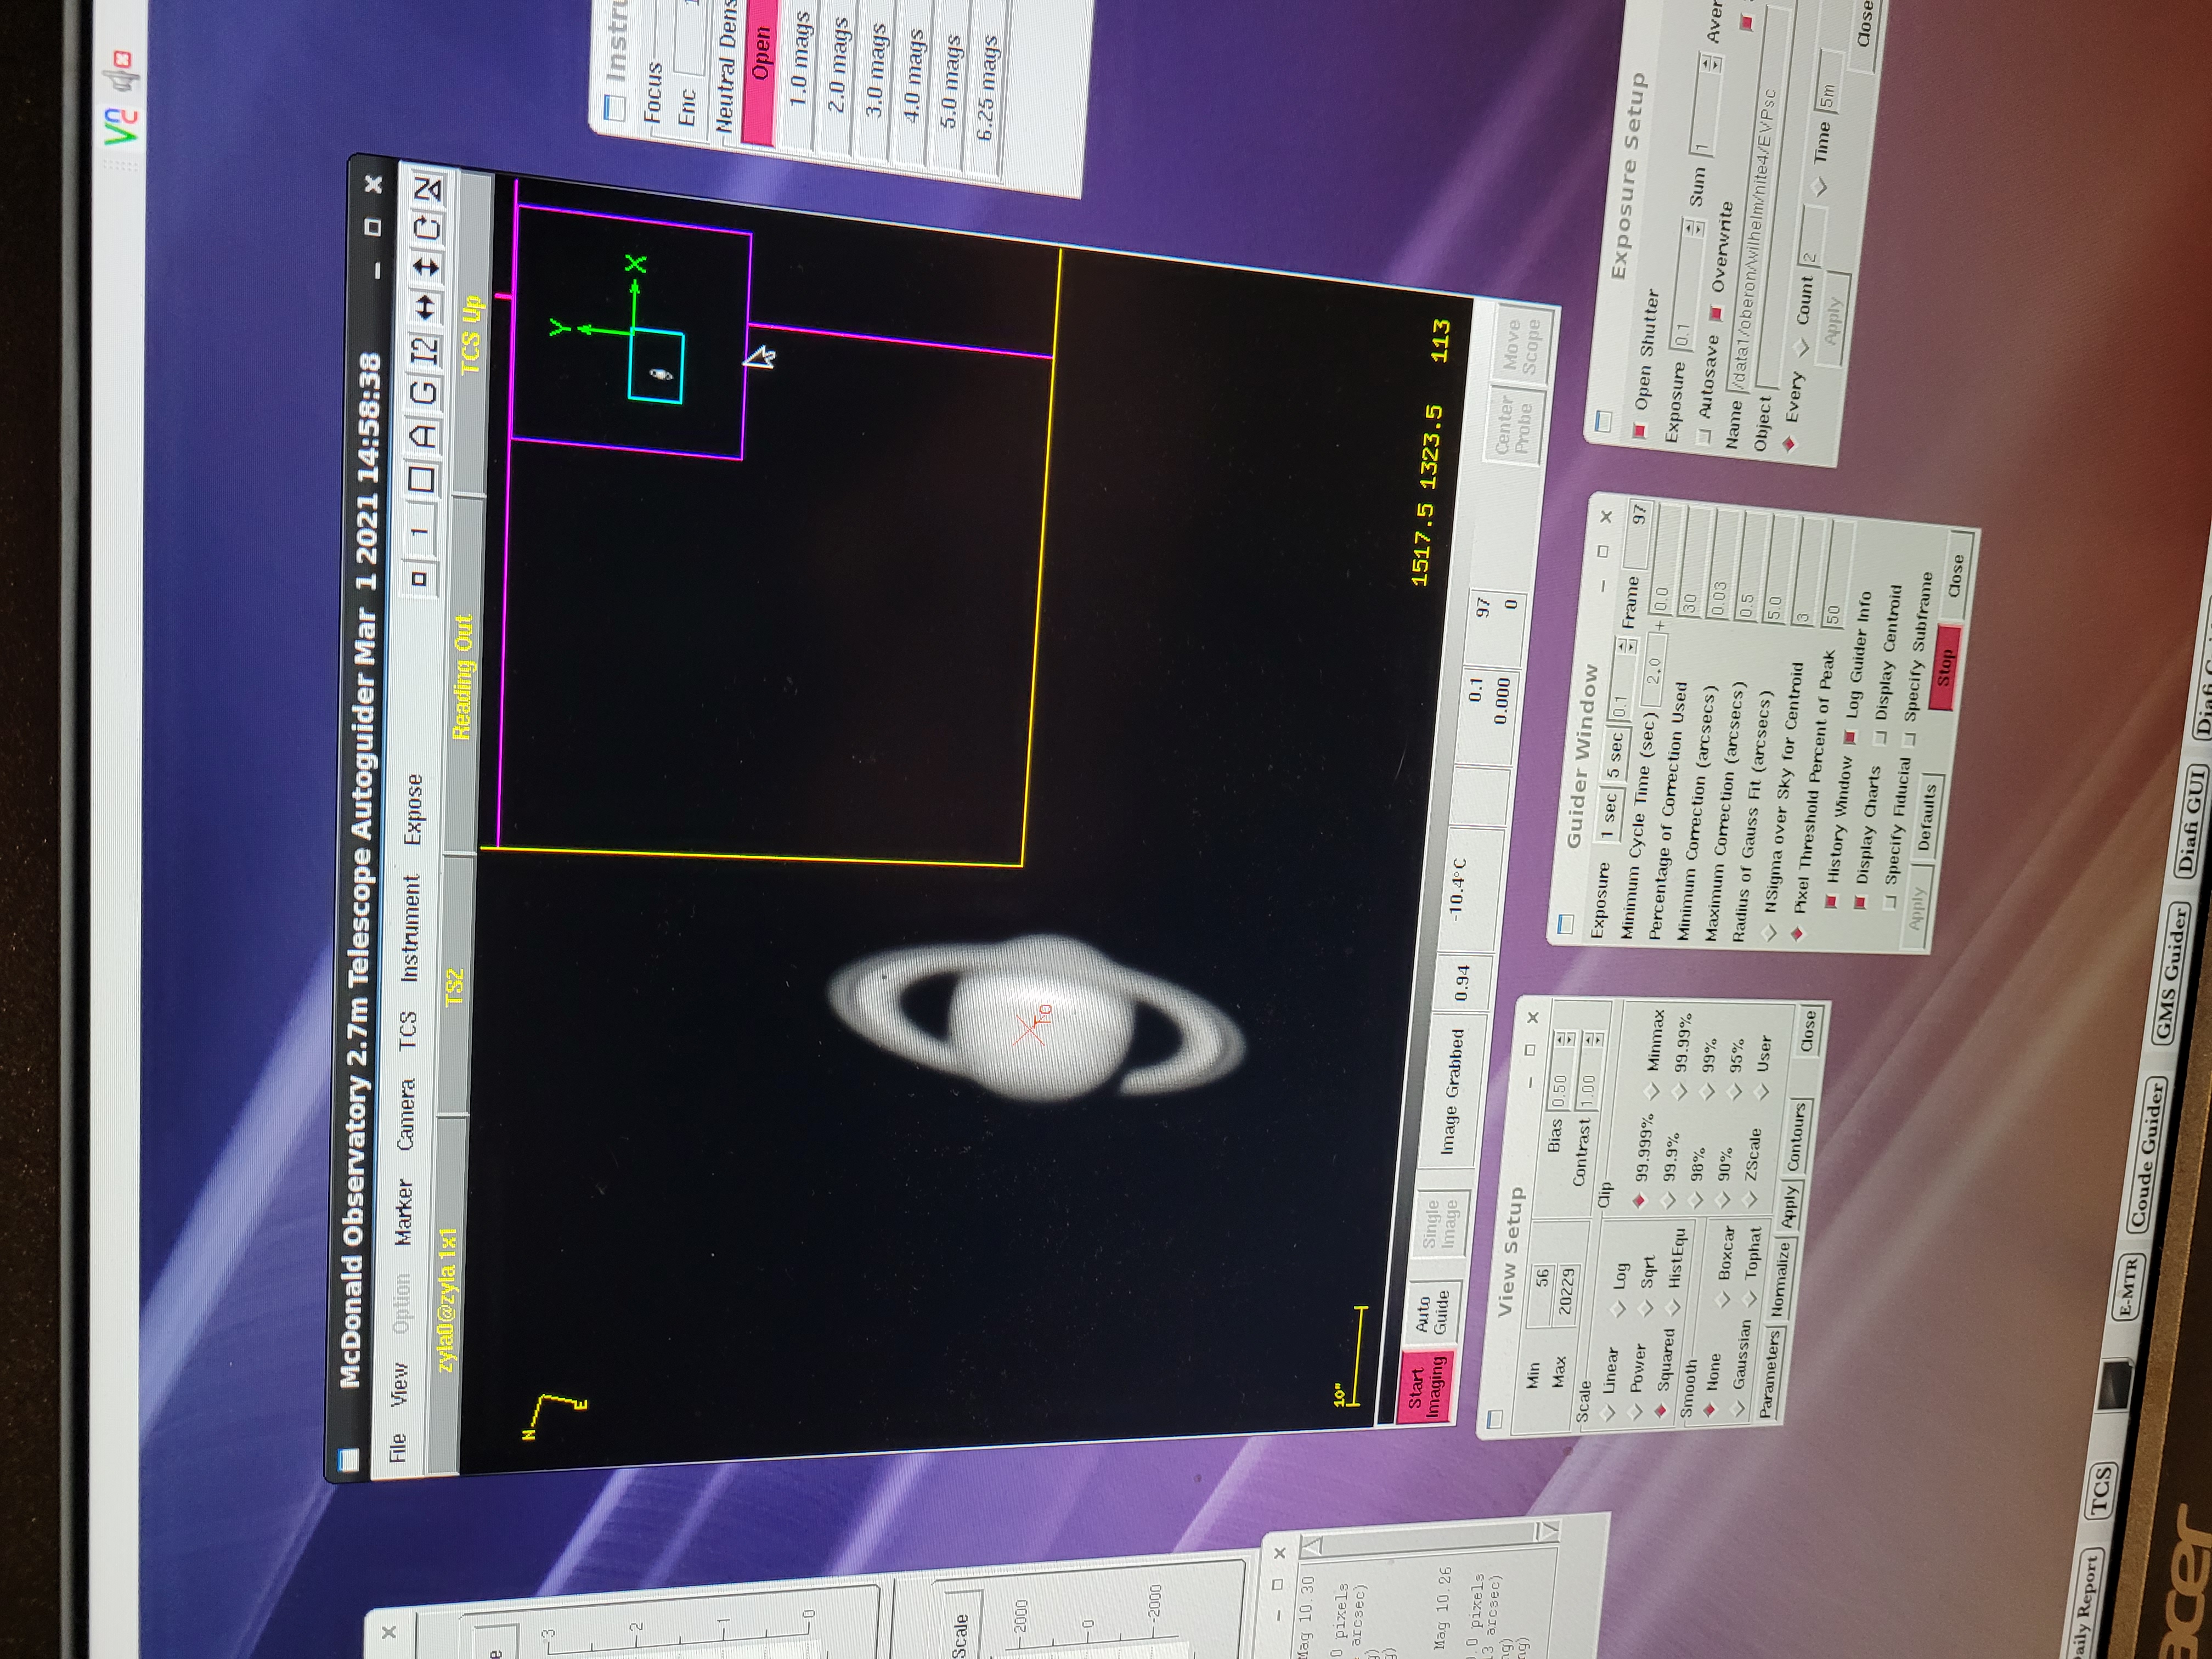 VNC
McDonald Observatory 2.7m Telescope Autoguider Mar 1 2021 14:58:38
File View Option Marker Camera TCS Instrument Expose 1 A G I2
zyla0@zyla 1x1 TS2 Reading Out TCS Up
N
E
Y
X
To
10"
1517.5 1323.5 113
Start Imaging
Auto Guide
Single Image
Image Grabbed 0.94 -10.4°C
0.1
0.000
97
0
Center Probe
Move Scope
e
3
2
1
0
Scale
2000
0
-2000
Mag 10.30
0 pixels
arcsec)
g)
g)
Mag 10.26
.0 pixels
3 arcsec)
ng)
ng)
Instru
Focus
Enc
Neutral Dens
Open
1.0 mags
2.0 mags
3.0 mags
4.0 mags
5.0 mags
6.25 mags
View Setup
Min 56
Max 20229
Bias 0.50
Contrast 1.00
Scale
Linear Log
Power Sqrt
Squared HistEqu
Smooth
None Boxcar
Gaussian Tophat
Clip
99.999% Minmax
99.9% 99.99%
98% 99%
90% 95%
ZScale User
Parameters Normalize Apply Contours Close
Guider Window
Exposure 1 sec 5 sec 0.1 Frame 97
Minimum Cycle Time (sec) 2.0 + 0.0
Percentage of Correction Used 30
Minimum Correction (arcsecs) 0.03
Maximum Correction (arcsecs) 0.5
Radius of Gauss Fit (arcsecs) 5.0
NSigma over Sky for Centroid 3
Pixel Threshold Percent of Peak 50
History Window Log Guider Info
Display Charts Display Centroid
Specify Fiducial Specify Subframe
Apply Defaults Stop Close
Exposure Setup
Open Shutter
Exposure 0.1 Sum 1 Aver
Autosave Overwrite
Name /data1/oberon/wilhelm/nite4/EVPsc
Object
Every Count 2 Time 5m
Apply
Close
Daily Report TCS E-MTR Coude Guider GMS Guider Diafi GUI
acer